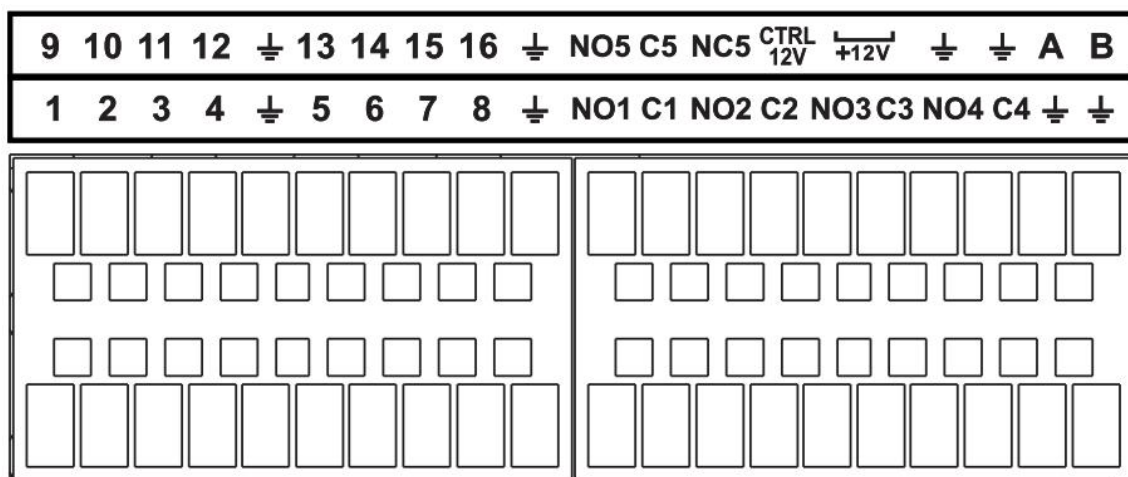 9 10 11 12 ⏚ 13 14 15 16 ⏚ NO5 C5 NC5 CTRL 12V +12V ⏚ ⏚ A B
1 2 3 4 ⏚ 5 6 7 8 ⏚ NO1 C1 NO2 C2 NO3 C3 NO4 C4 ⏚ ⏚